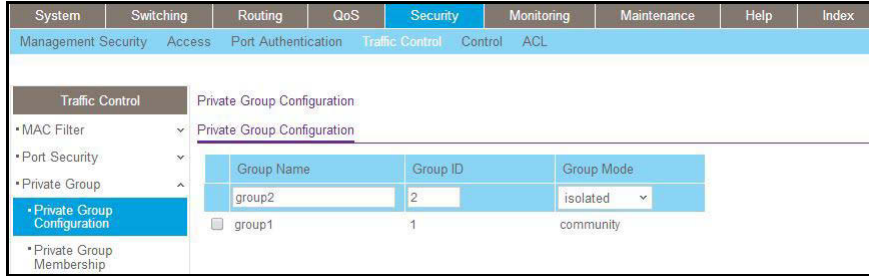 System Switching Routing QoS Security Monitoring Maintenance Help Index
Management Security Access Port Authentication Traffic Control Control ACL
Traffic Control
MAC Filter
Port Security
Private Group
Private Group
Configuration
Private Group
Membership
Private Group Configuration
Private Group Configuration
Group Name Group ID Group Mode
group2 2 isolated
group1 1 community